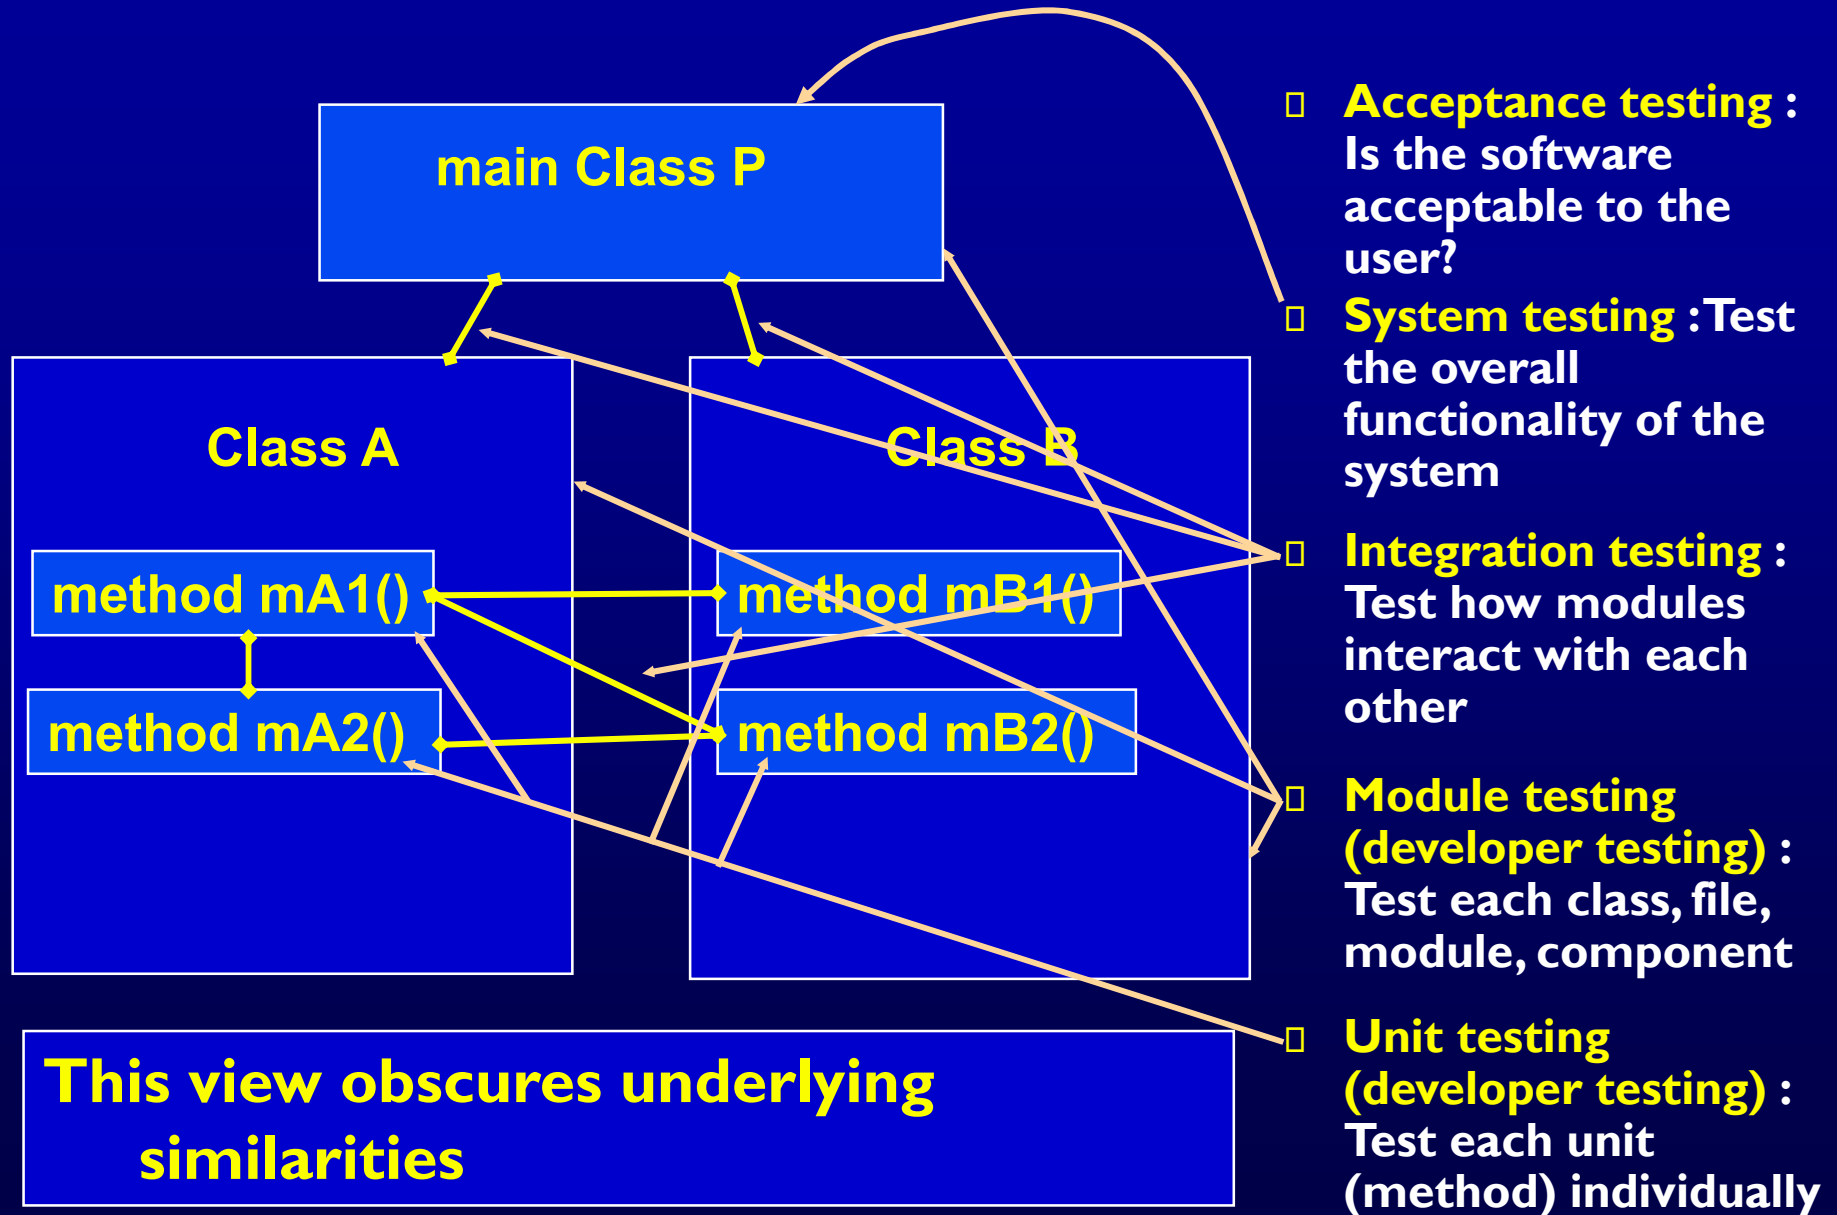 main Class P
Class A
Class B
method mA1()
method mB1()
method mA2()
method mB2()
This view obscures underlying
similarities
Acceptance testing :
Is the software
acceptable to the
user?
System testing : Test
the overall
functionality of the
system
Integration testing :
Test how modules
interact with each
other
Module testing
(developer testing) :
Test each class, file,
module, component
Unit testing
(developer testing) :
Test each unit
(method) individually